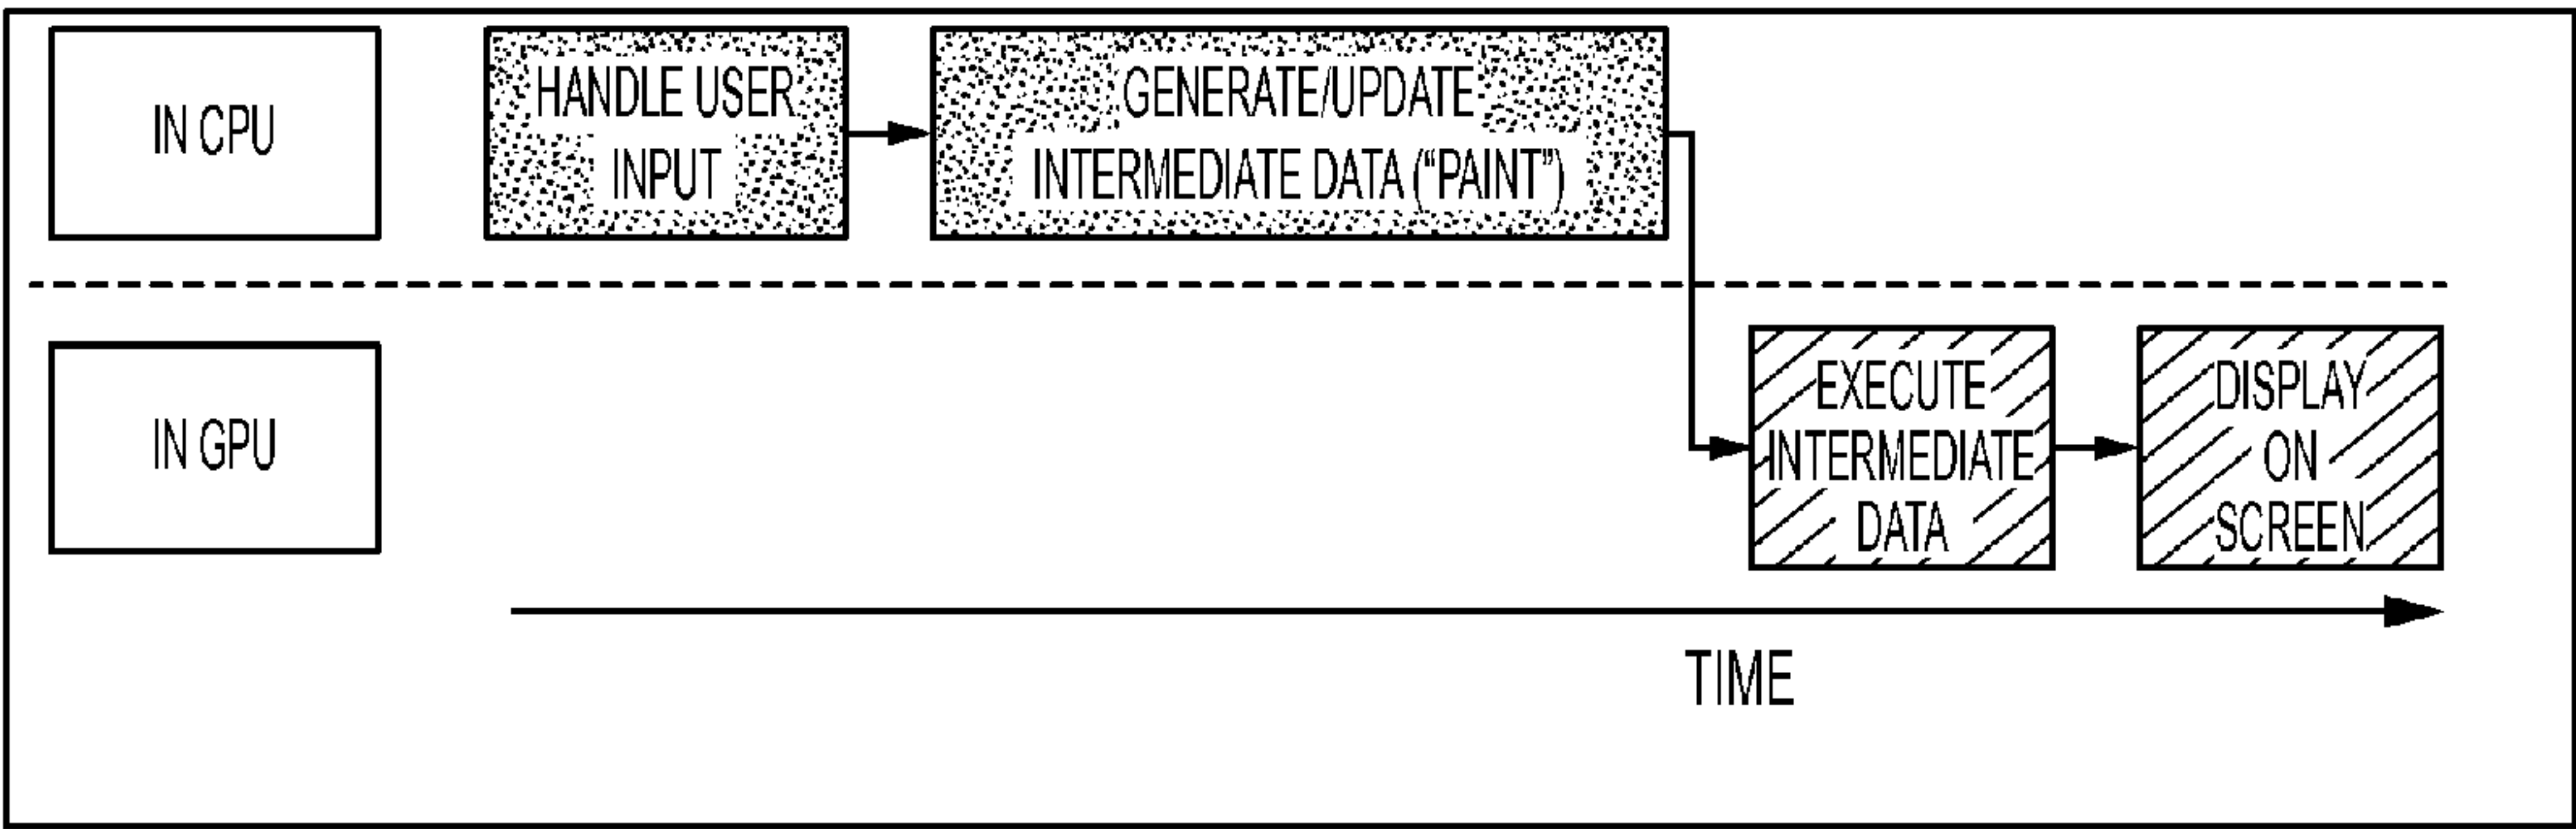 IN CPU
HANDLE USER
INPUT
GENERATE/UPDATE
INTERMEDIATE DATA (“PAINT”)
IN GPU
EXECUTE
INTERMEDIATE
DATA
DISPLAY
ON
SCREEN
TIME